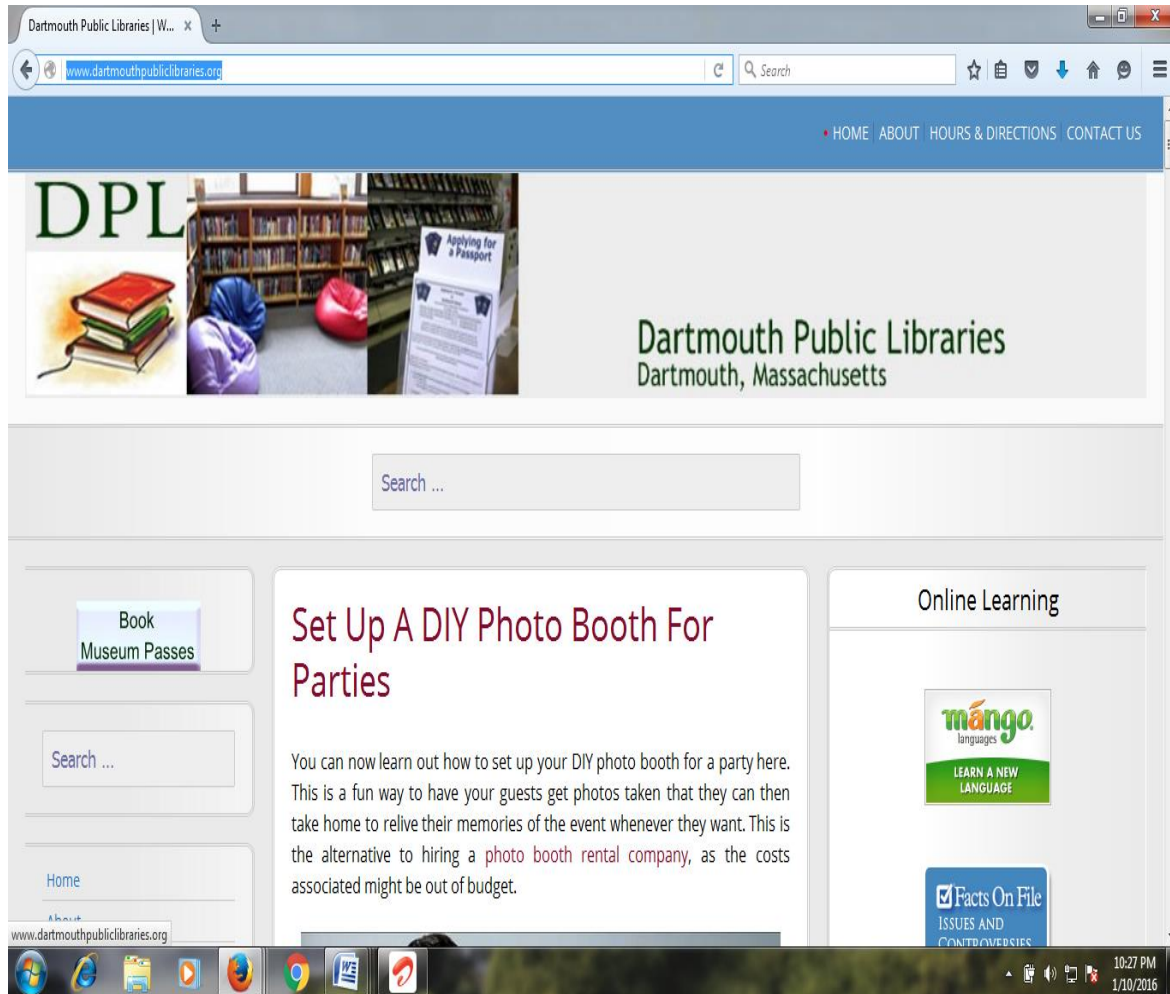 Dartmouth Public Libraries | W...
www.dartmouthpubliclibraries.org
Search
HOME ABOUT HOURS & DIRECTIONS CONTACT US
DPL
Applying for
a Passport
Dartmouth Public Libraries
Dartmouth, Massachusetts
Search ...
Book
Museum Passes
Search ...
Home
About
Set Up A DIY Photo Booth For
Parties
You can now learn out how to set up your DIY photo booth for a party here.
This is a fun way to have your guests get photos taken that they can then
take home to relive their memories of the event whenever they want. This is
the alternative to hiring a photo booth rental company, as the costs
associated might be out of budget.
Online Learning
mango
languages
LEARN A NEW
LANGUAGE
Facts On File
ISSUES AND
CONTROVERSIES
www.dartmouthpubliclibraries.org
10:27 PM
1/10/2016